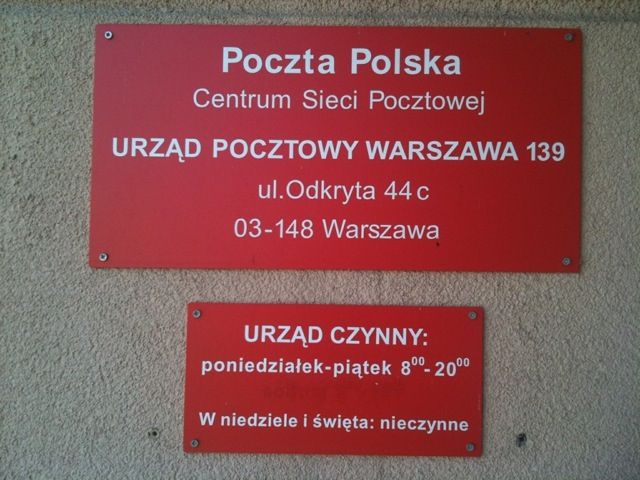 Poczta Polska
Centrum Sieci Pocztowej
URZĄD POCZTOWY WARSZAWA 139
ul.Odkryta 44c
03-148 Warszawa
URZĄD CZYNNY:
poniedziałek-piątek 8⁰⁰-20⁰⁰
W niedziele i święta: nieczynne